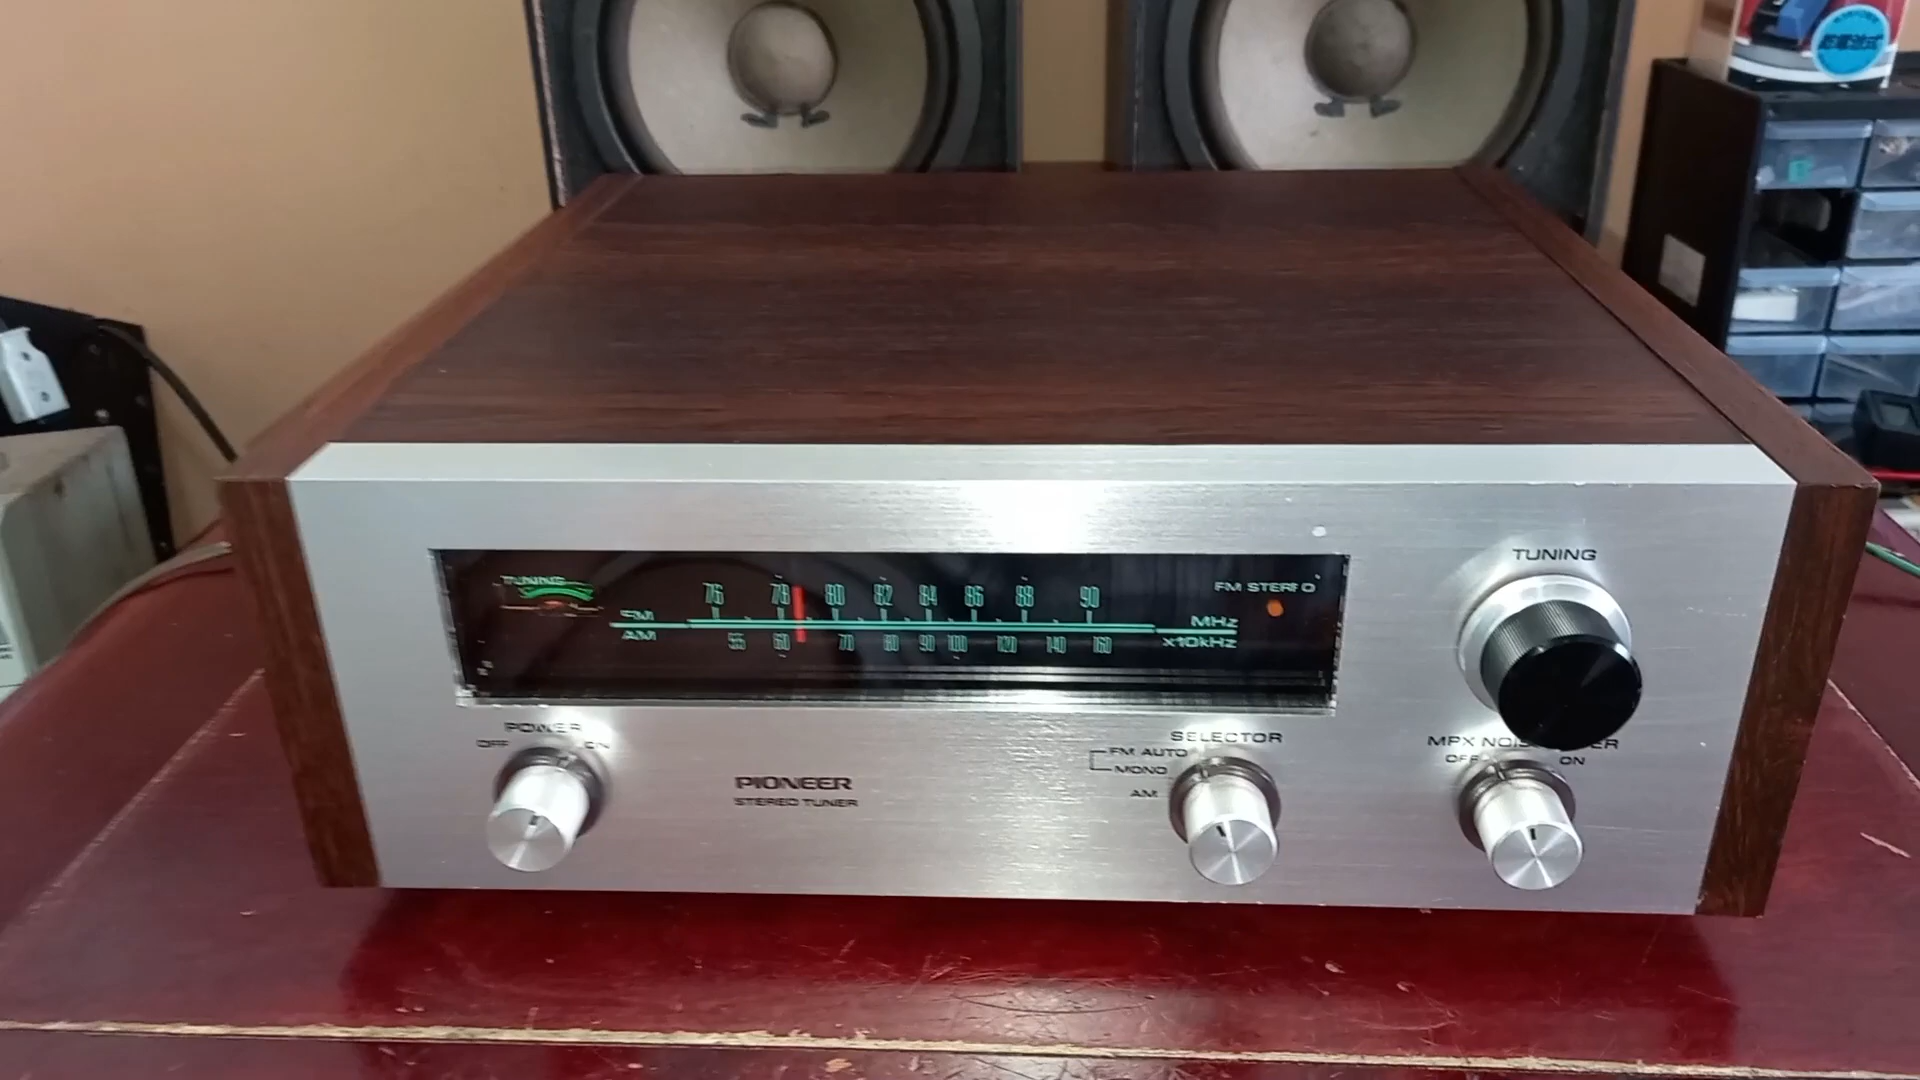 TUNING
TUNING
76 78 80 82 84 86 88 90
FM STEREO
FM
MHz
AM
55 60 70 80 90 100 120 140 160
x10kHz
POWER
OFF ON
PIONEER
STEREO TUNER
SELECTOR
FM AUTO
MONO
AM
MPX
OFF ON